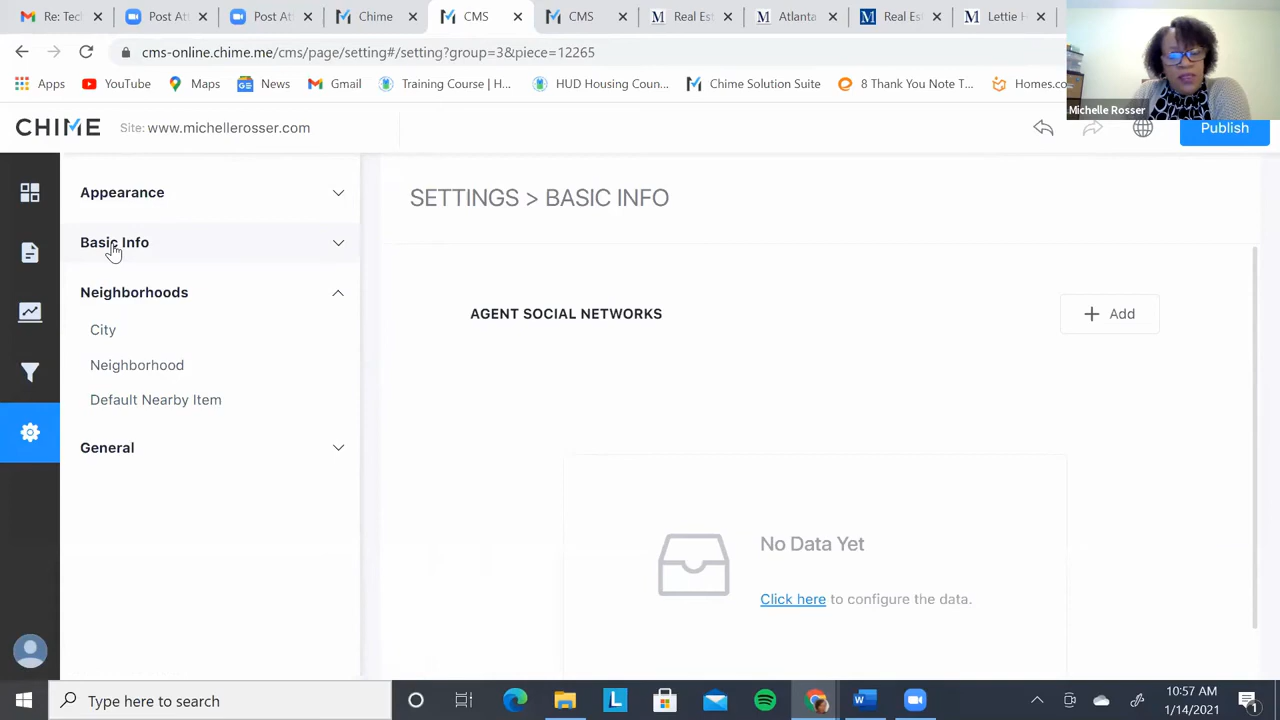 Re: Tec
Post Att
Post Att
Chime
CMS
CMS
Real Es
Atlanta
Real Es
Lettie H
cms-online.chime.me/cms/page/setting#/setting?group=3&piece=12265
Apps
YouTube
Maps
News
Gmail
Training Course | H...
HUD Housing Coun...
Chime Solution Suite
8 Thank You Note T...
Homes.co
Michelle Rosser
CHIME
Site: www.michellerosser.com
Publish
Appearance
Basic Info
Neighborhoods
City
Neighborhood
Default Nearby Item
General
SETTINGS > BASIC INFO
AGENT SOCIAL NETWORKS
+ Add
No Data Yet
Click here to configure the data.
Type here to search
10:57 AM
1/14/2021